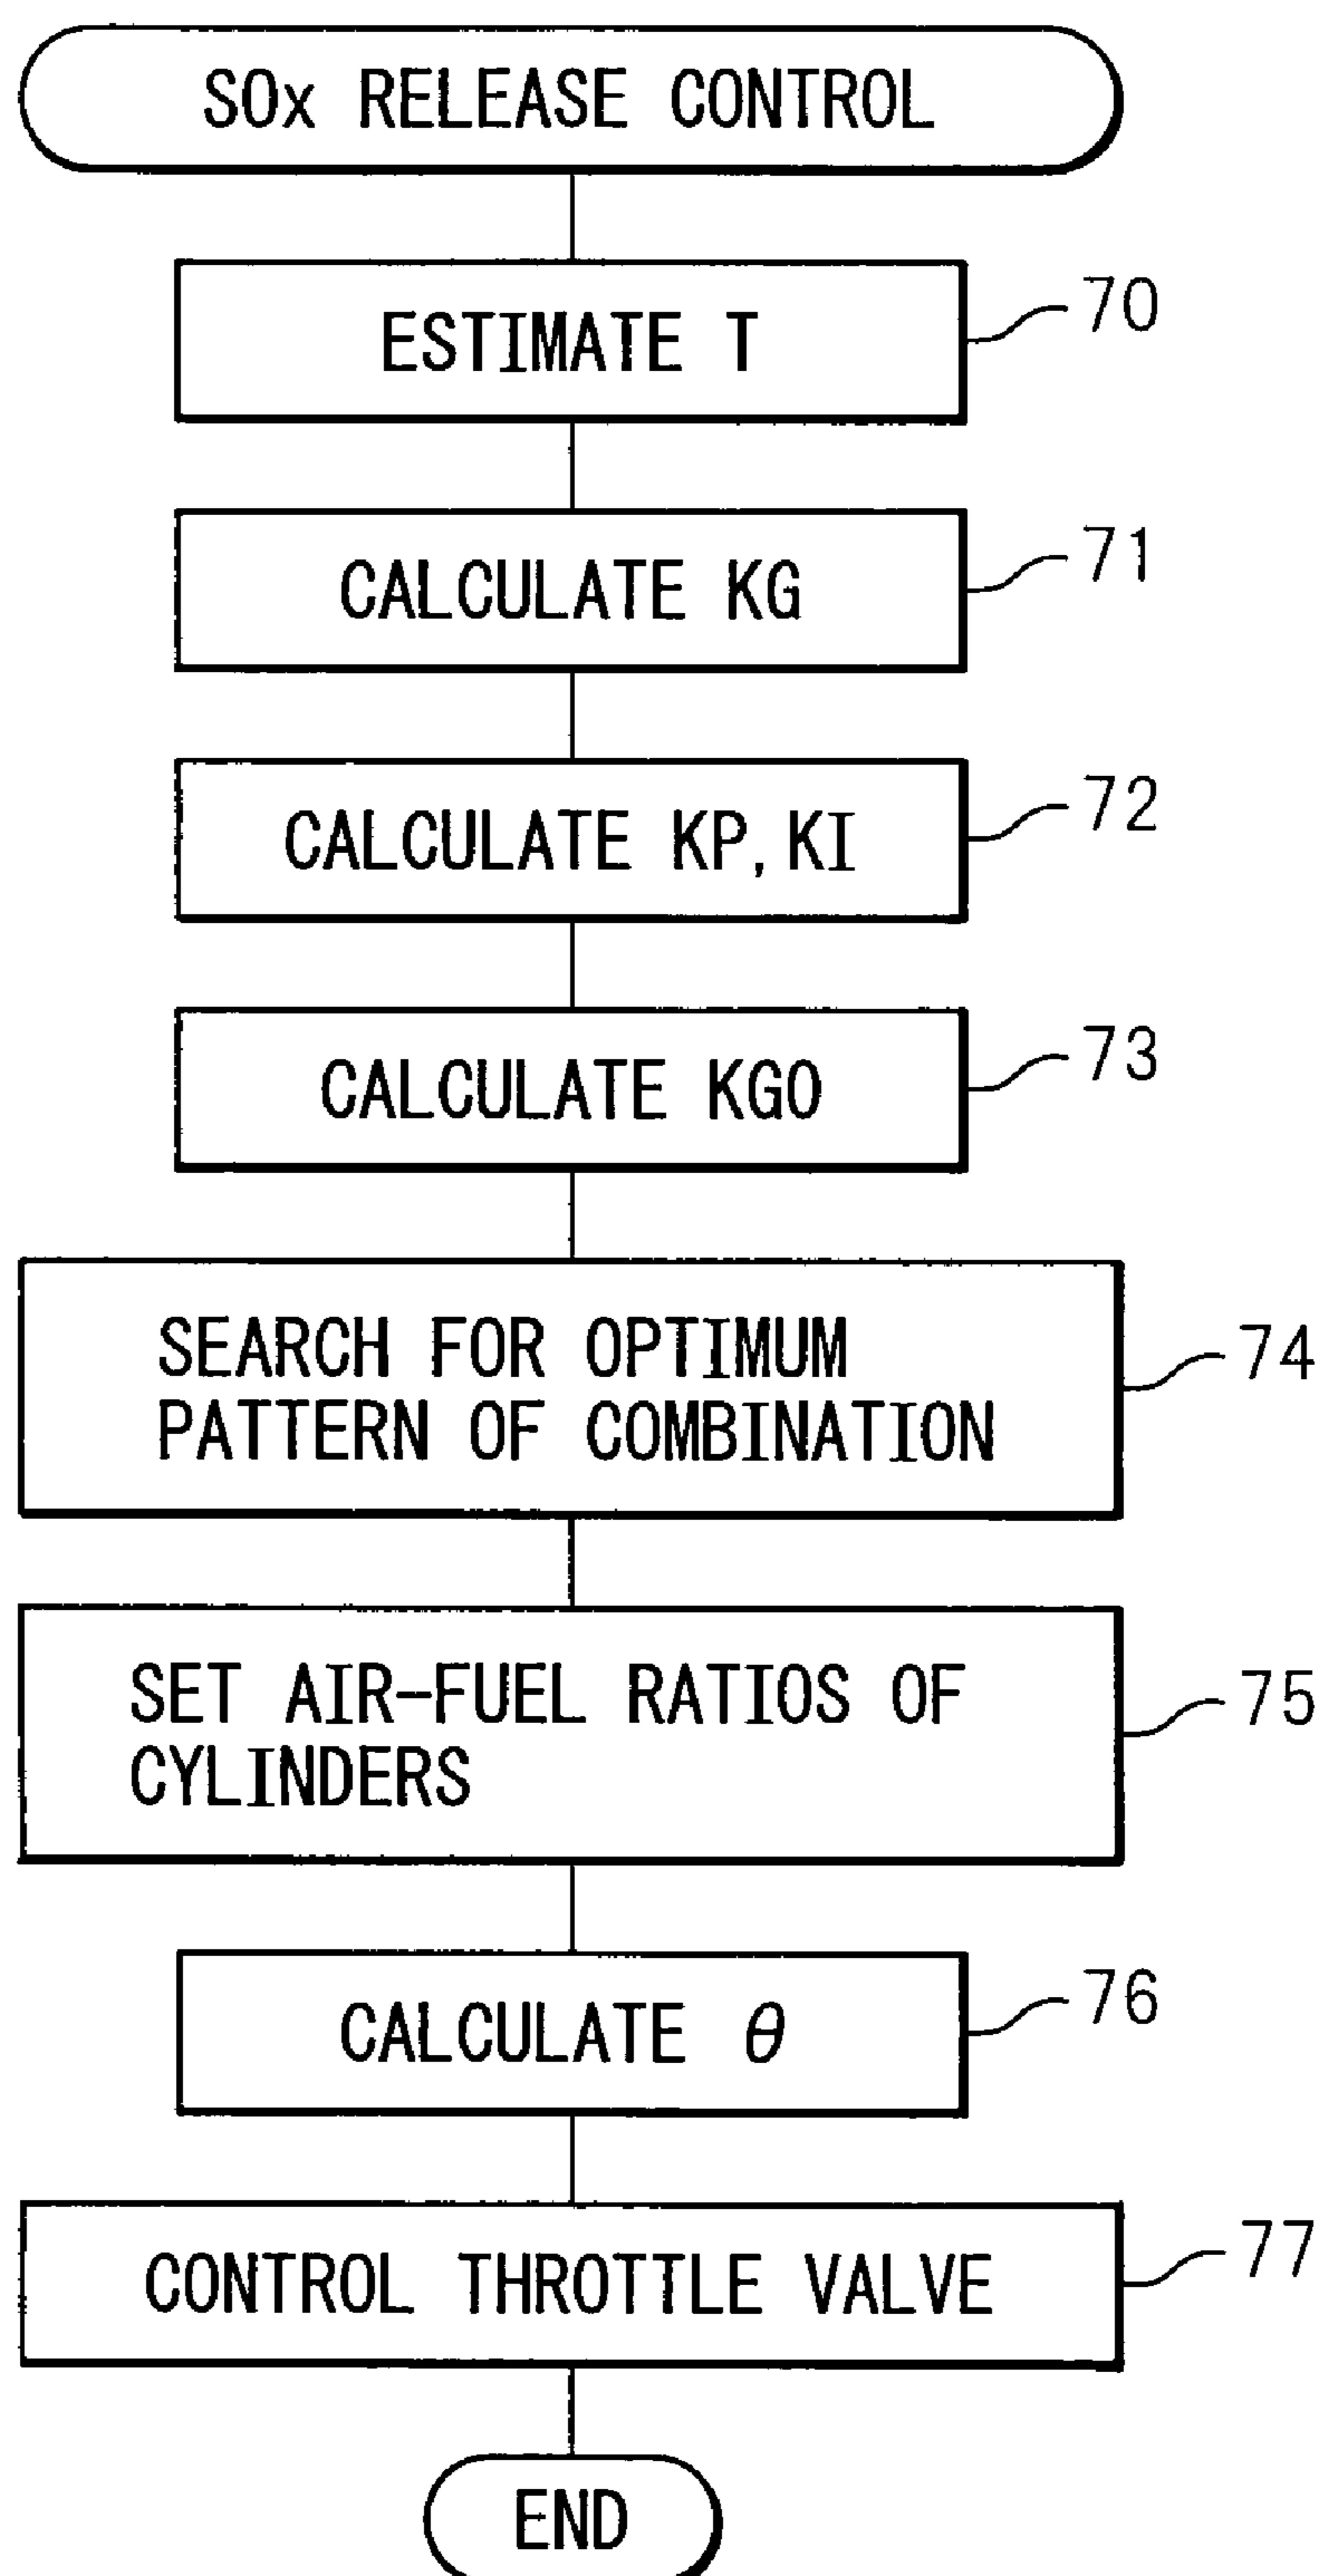 SOx RELEASE CONTROL
ESTIMATE T
70
CALCULATE KG
71
CALCULATE KP, KI
72
CALCULATE KGO
73
SEARCH FOR OPTIMUM
PATTERN OF COMBINATION
74
SET AIR-FUEL RATIOS OF
CYLINDERS
75
CALCULATE θ
76
CONTROL THROTTLE VALVE
77
END